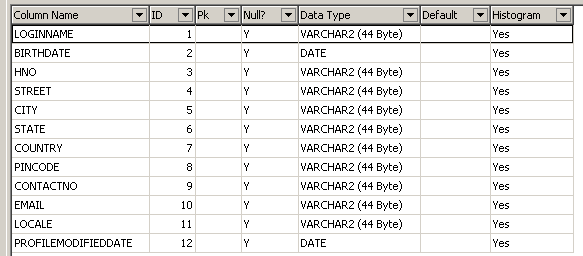 Column Name ID Pk Null? Data Type Default Histogram
LOGINNAME 1 Y VARCHAR2 (44 Byte) Yes
BIRTHDATE 2 Y DATE Yes
HNO 3 Y VARCHAR2 (44 Byte) Yes
STREET 4 Y VARCHAR2 (44 Byte) Yes
CITY 5 Y VARCHAR2 (44 Byte) Yes
STATE 6 Y VARCHAR2 (44 Byte) Yes
COUNTRY 7 Y VARCHAR2 (44 Byte) Yes
PINCODE 8 Y VARCHAR2 (44 Byte) Yes
CONTACTNO 9 Y VARCHAR2 (44 Byte) Yes
EMAIL 10 Y VARCHAR2 (44 Byte) Yes
LOCALE 11 Y VARCHAR2 (44 Byte) Yes
PROFILEMODIFIEDDATE 12 Y DATE Yes